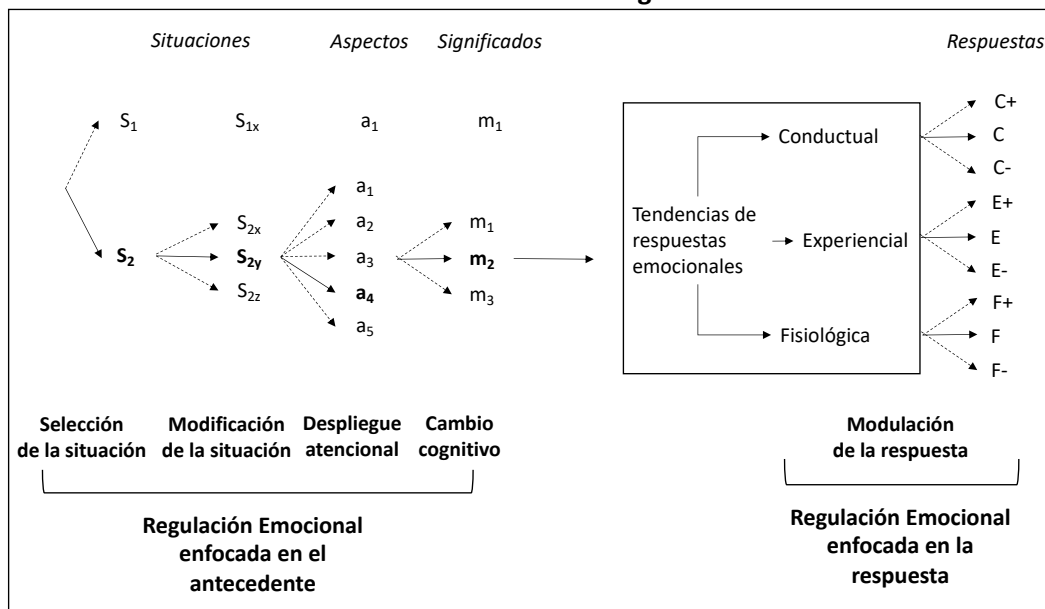 Situaciones Aspectos Significados Respuestas
S1 S1x a1 m1
C+
C
C-
Conductual
a1
a2
a3
a4
a5
S2x
S2 S2y
S2z
m1
m2
m3
Tendencias de
respuestas
emocionales
Experiencial
E+
E
E-
Fisiológica
F+
F
F-
Selección
de la situación
Modificación
de la situación
Despliegue
atencional
Cambio
cognitivo
Modulación
de la respuesta
Regulación Emocional
enfocada en el
antecedente
Regulación Emocional
enfocada en la
respuesta